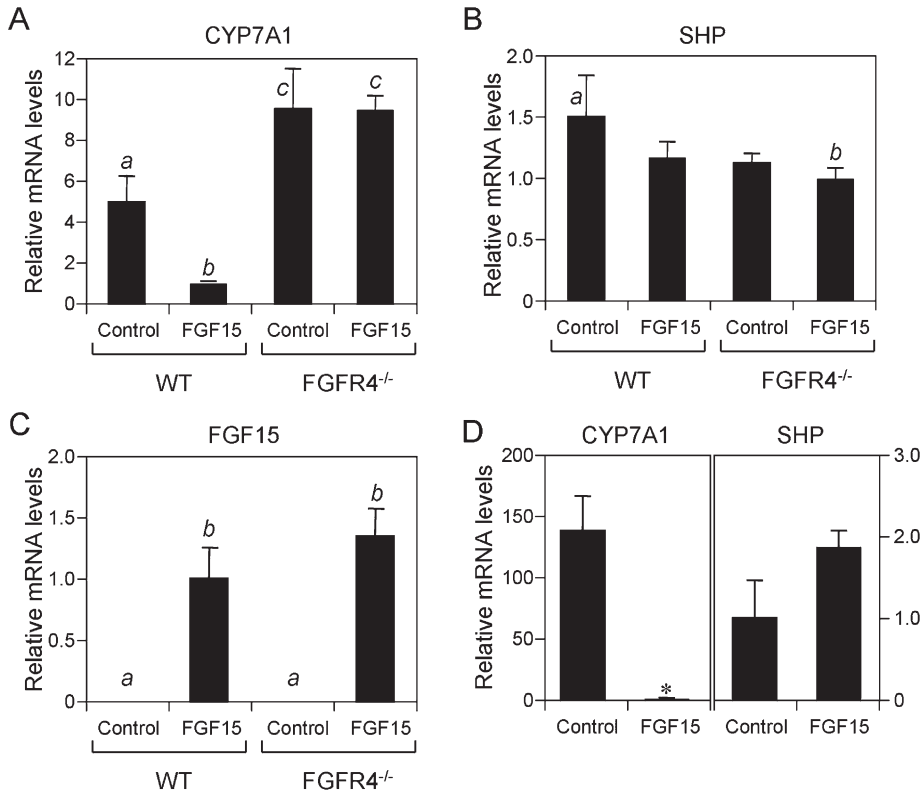 A
CYP7A1
Relative mRNA levels
12
10
8
6
4
2
0
a
b
c
c
Control FGF15 Control FGF15
WT FGFR4-/-
B
SHP
Relative mRNA levels
2.0
1.5
1.0
0.5
0
a
b
Control FGF15 Control FGF15
WT FGFR4-/-
C
FGF15
Relative mRNA levels
2.0
1.5
1.0
0.5
0
a
b
a
b
Control FGF15 Control FGF15
WT FGFR4-/-
D
CYP7A1 SHP
Relative mRNA levels
200
150
100
50
0
*
3.0
2.0
1.0
0
Control FGF15 Control FGF15